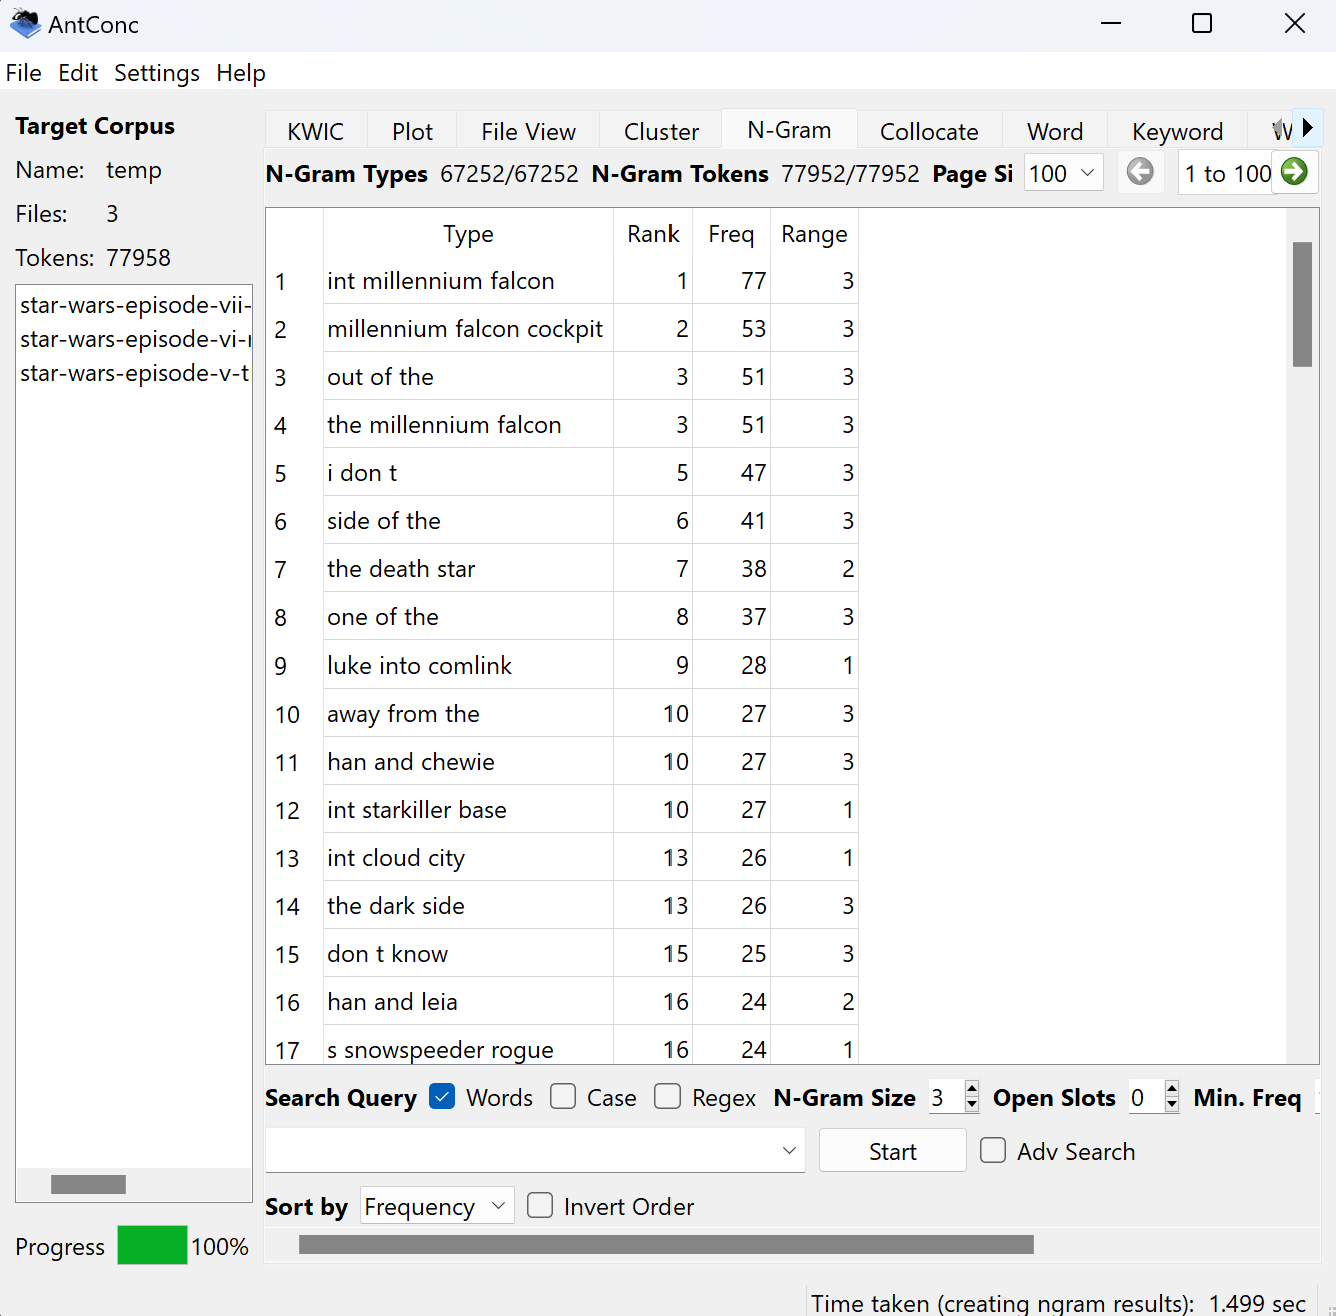 AntConc
File Edit Settings Help
Target Corpus
Name: temp
Files: 3
Tokens: 77958
star-wars-episode-vii-
star-wars-episode-vi-r
star-wars-episode-v-t
Progress 100%
KWIC Plot File View Cluster N-Gram Collocate Word Keyword W
N-Gram Types 67252/67252 N-Gram Tokens 77952/77952 Page Si 100 1 to 100
Type Rank Freq Range
1 int millennium falcon 1 77 3
2 millennium falcon cockpit 2 53 3
3 out of the 3 51 3
4 the millennium falcon 3 51 3
5 i don t 5 47 3
6 side of the 6 41 3
7 the death star 7 38 2
8 one of the 8 37 3
9 luke into comlink 9 28 1
10 away from the 10 27 3
11 han and chewie 10 27 3
12 int starkiller base 10 27 1
13 int cloud city 13 26 1
14 the dark side 13 26 3
15 don t know 15 25 3
16 han and leia 16 24 2
17 s snowspeeder rogue 16 24 1
Search Query Words Case Regex N-Gram Size 3 Open Slots 0 Min. Freq
Start Adv Search
Sort by Frequency Invert Order
Time taken (creating ngram results): 1.499 sec